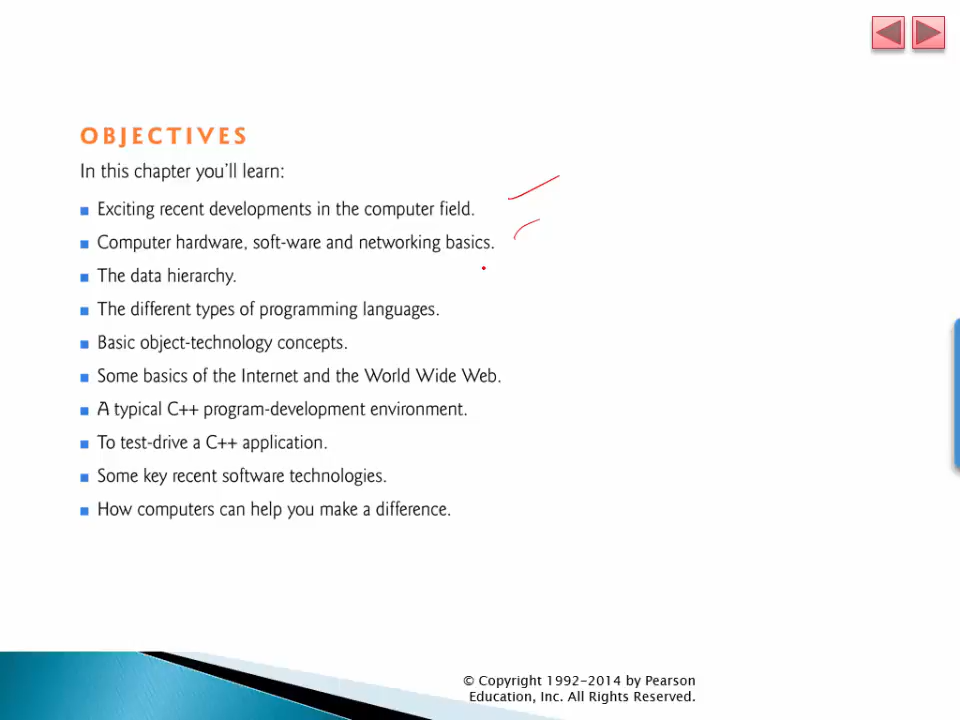 OBJECTIVES
In this chapter you'll learn:
■ Exciting recent developments in the computer field.
■ Computer hardware, soft-ware and networking basics.
■ The data hierarchy.
■ The different types of programming languages.
■ Basic object-technology concepts.
■ Some basics of the Internet and the World Wide Web.
■ A typical C++ program-development environment.
■ To test-drive a C++ application.
■ Some key recent software technologies.
■ How computers can help you make a difference.
© Copyright 1992-2014 by Pearson
Education, Inc. All Rights Reserved.